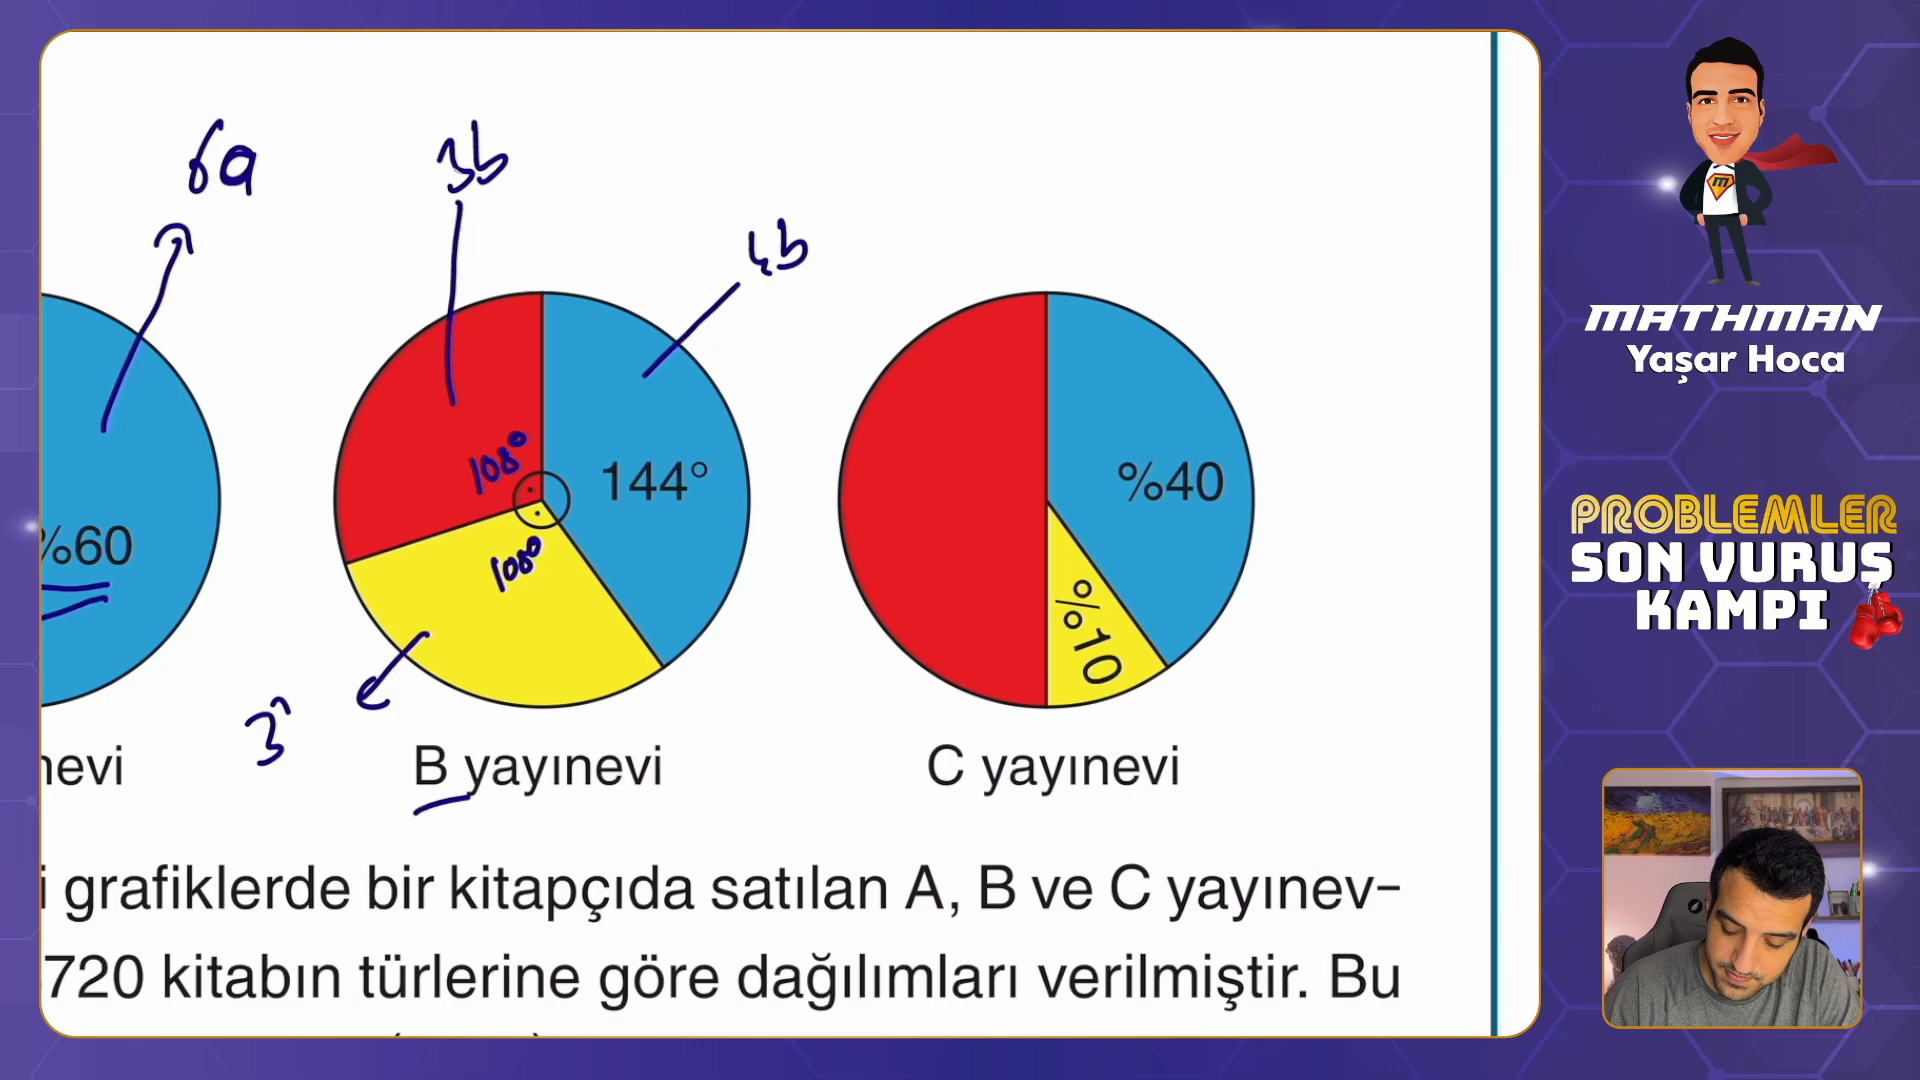 6a
3b
4b
108°
144°
%60
108°
%40
%10
3
nevi
B yayınevi
C yayınevi
i grafiklerde bir kitapçıda satılan A, B ve C yayınev-
720 kitabın türlerine göre dağılımları verilmiştir. Bu
m
MATHMAN
Yaşar Hoca
PROBLEMLER
SON VURUŞ
KAMPI